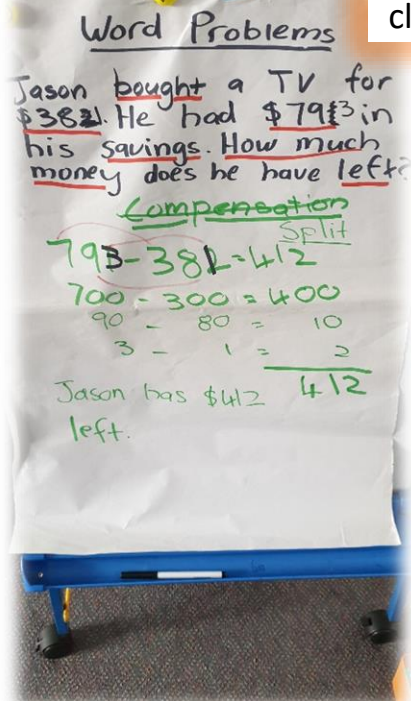 cl
Word Problems
Jason bought a TV for
$381. He had $793 in
his savings. How much
money does he have left?
Compensation
Split
793-381=412
700 - 300 = 400
90 - 80 = 10
3 - 1 = 2
412
Jason has $412
left.